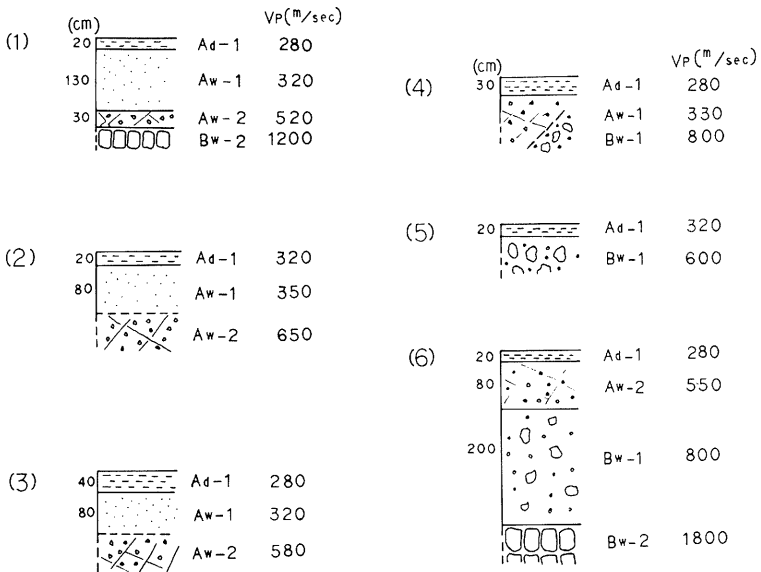 (1)
(cm) VP(m/sec)
20 Ad-1 280
130 Aw-1 320
30 Aw-2 520
Bw-2 1200
(2)
20 Ad-1 320
80 Aw-1 350
Aw-2 650
(3)
40 Ad-1 280
80 Aw-1 320
Aw-2 580
(4)
(cm) VP(m/sec)
30 Ad-1 280
Aw-1 330
Bw-1 800
(5)
20 Ad-1 320
Bw-1 600
(6)
20 Ad-1 280
80 Aw-2 550
200 Bw-1 800
Bw-2 1800